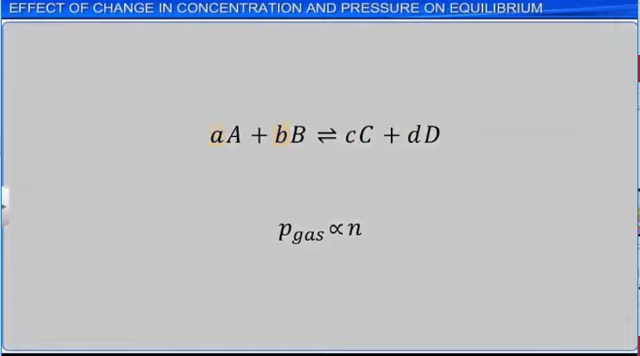 EFFECT OF CHANGE IN CONCENTRATION AND PRESSURE ON EQUILIBRIUM
aA + bB ⇌ cC + dD
p_gas ∝ n